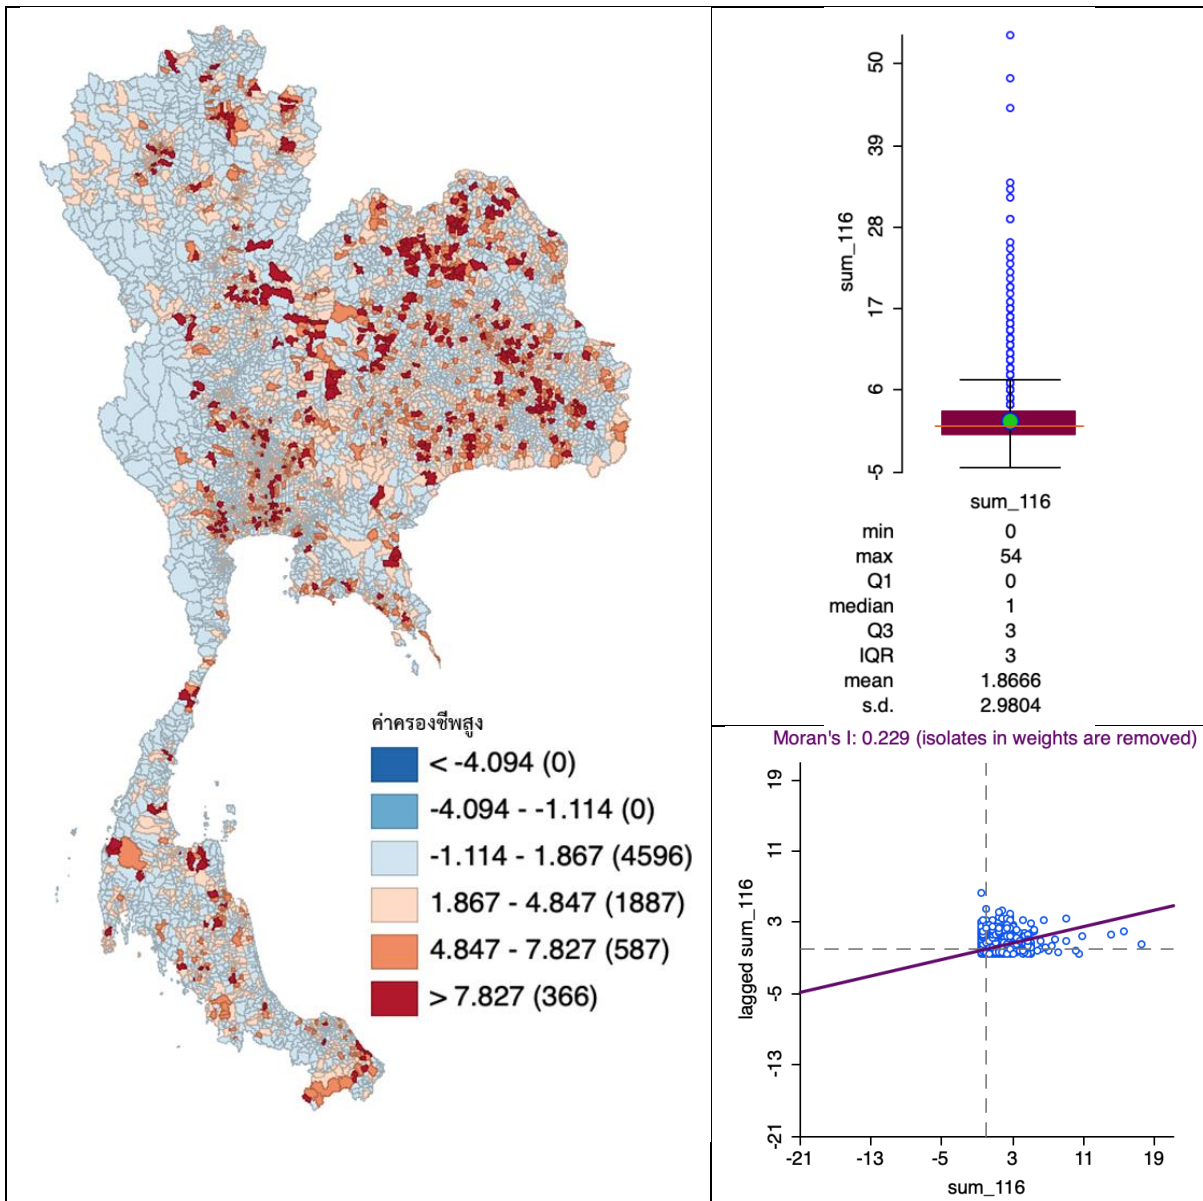 ค่าครองชีพสูง
< -4.094 (0)
-4.094 - -1.114 (0)
-1.114 - 1.867 (4596)
1.867 - 4.847 (1887)
4.847 - 7.827 (587)
> 7.827 (366)
50
39
28
17
6
-5
sum_116
sum_116
min 0
max 54
Q1 0
median 1
Q3 3
IQR 3
mean 1.8666
s.d. 2.9804
Moran's I: 0.229 (isolates in weights are removed)
19
11
3
-5
-13
-21
lagged sum_116
-21 -13 -5 3 11 19
sum_116